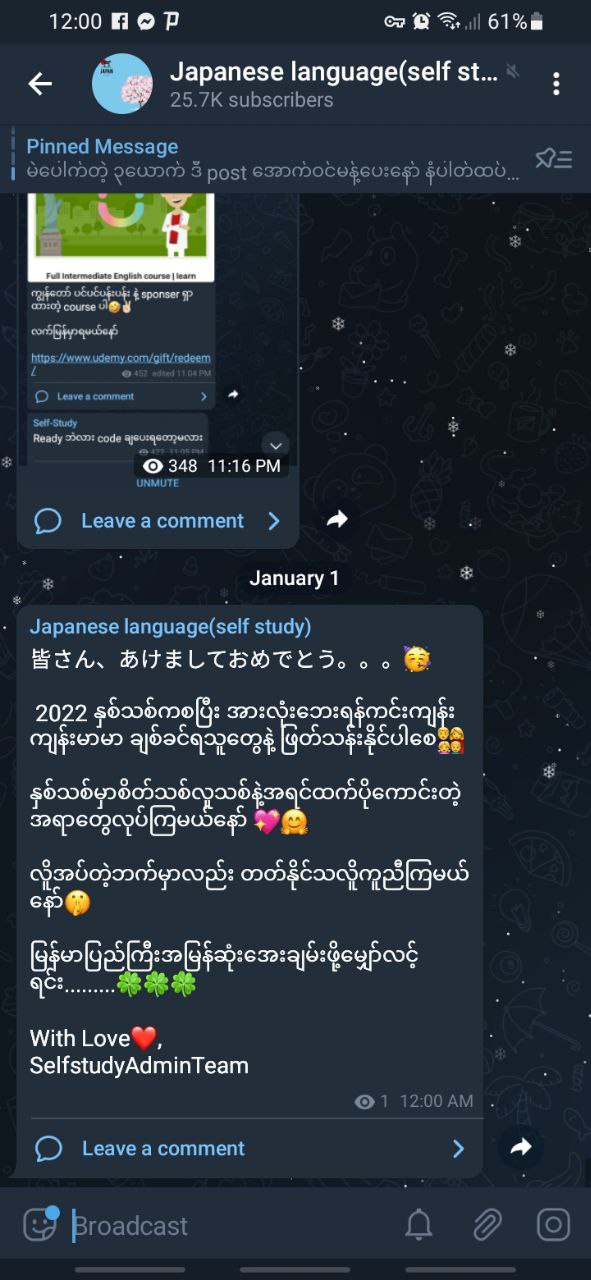 12:00
61%
Japanese language(self st...
25.7K subscribers
Pinned Message
မဲပေါက်တဲ့ ၃ယောက် ဒီ post အောက်ဝင်မန့်ပေးနော် နံပါတ်ထပ်...
JAPAN
Full Intermediate English course | learn
ကျွန်တော် ပင်ပင်ပန်းပန်း နဲ့ sponser ရှာ
ထားတဲ့ course ပါ🤣✌🏻
လက်မြန်မှာရမယ်နော်
https://www.udemy.com/gift/redeem
/
452 edited 11:04 PM
Leave a comment
Self-Study
Ready ဘဲလား code ချပေးရတော့မလား
477 11:05 PM
348 11:16 PM
UNMUTE
Leave a comment
January 1
Japanese language(self study)
皆さん、あけましておめでとう。。。🥳
2022 နှစ်သစ်ကစပြီး အားလုံးဘေးရန်ကင်းကျန်း
ကျန်းမာမာ ချစ်ခင်ရသူတွေနဲ့ ဖြတ်သန်းနိုင်ပါစေ👨‍👩‍👧‍👦
နှစ်သစ်မှာစိတ်သစ်လူသစ်နဲ့အရင်ထက်ပိုကောင်းတဲ့
အရာတွေလုပ်ကြမယ်နော် 💖🤗
လိူအပ်တဲ့ဘက်မှာလည်း တတ်နိုင်သလိူကူညီကြမယ်
နော်🤫
မြန်မာပြည်ကြီးအမြန်ဆုံးအေးချမ်းဖို့မျှော်လင့်
ရင်း.........🍀🍀🍀
With Love❤️,
SelfstudyAdminTeam
1 12:00 AM
Leave a comment
Broadcast